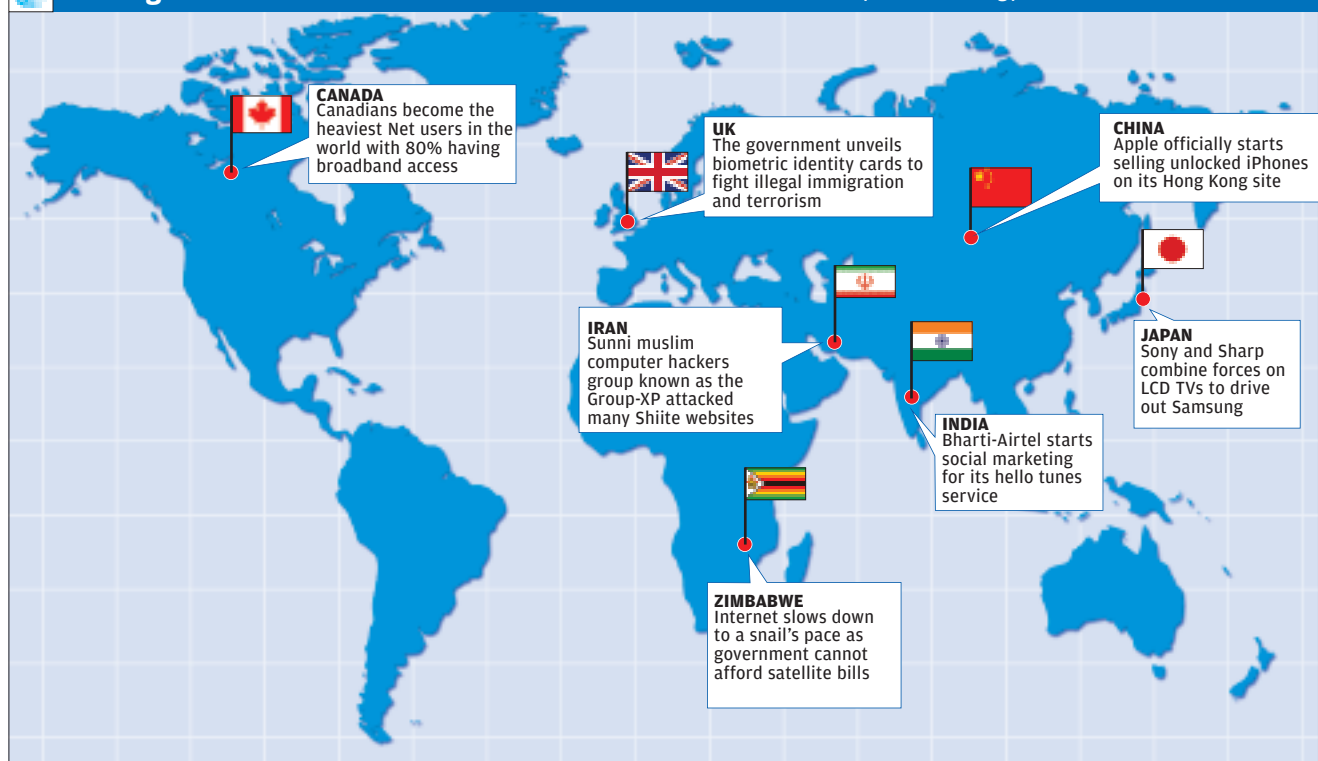 CANADA
Canadians become the
heaviest Net users in the
world with 80% having
broadband access
UK
The government unveils
biometric identity cards to
fight illegal immigration
and terrorism
CHINA
Apple officially starts
selling unlocked iPhones
on its Hong Kong site
IRAN
Sunni muslim
computer hackers
group known as the
Group-XP attacked
many Shiite websites
JAPAN
Sony and Sharp
combine forces on
LCD TVs to drive
out Samsung
INDIA
Bharti-Airtel starts
social marketing
for its hello tunes
service
ZIMBABWE
Internet slows down
to a snail's pace as
government cannot
afford satellite bills